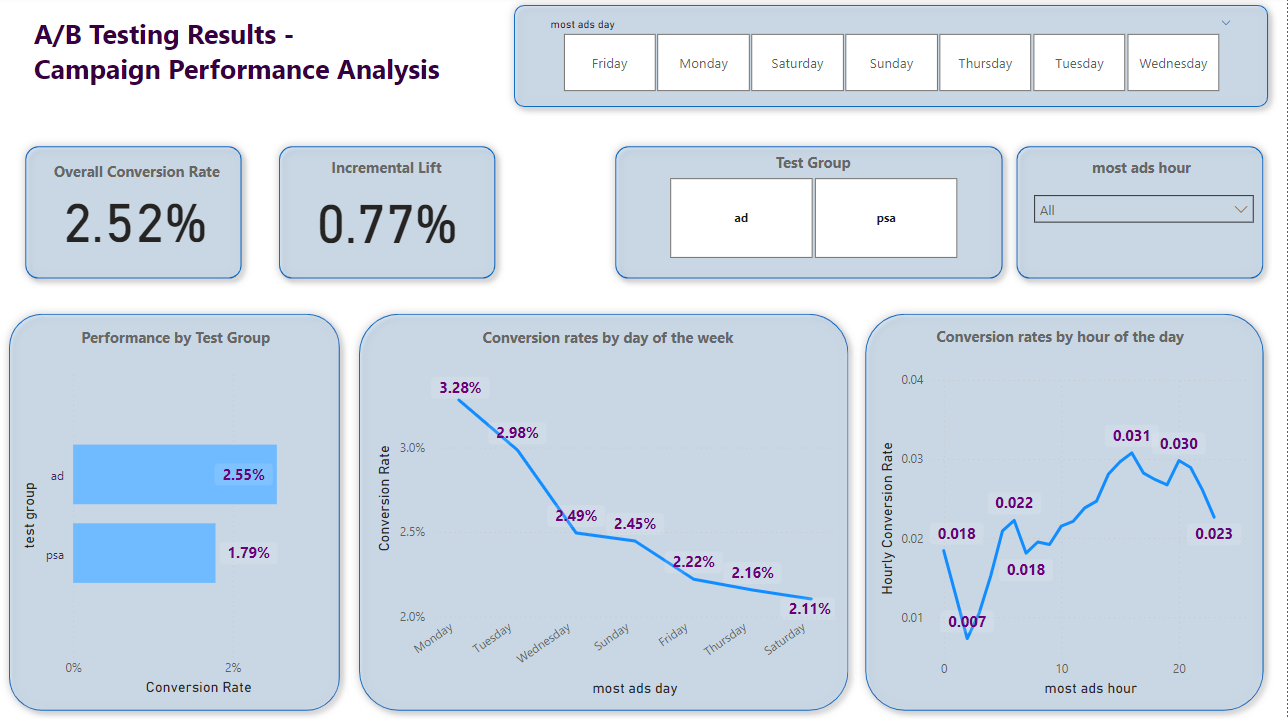 A/B Testing Results -
Campaign Performance Analysis
most ads day
Friday Monday Saturday Sunday Thursday Tuesday Wednesday
Overall Conversion Rate
2.52%
Incremental Lift
0.77%
Test Group
ad psa
most ads hour
All
Performance by Test Group
test group
ad
2.55%
psa
1.79%
0% 2%
Conversion Rate
Conversion rates by day of the week
Conversion Rate
3.0%
2.5%
2.0%
3.28%
2.98%
2.49%
2.45%
2.22%
2.16%
2.11%
Monday Tuesday Wednesday Sunday Friday Thursday Saturday
most ads day
Conversion rates by hour of the day
Hourly Conversion Rate
0.04
0.03
0.02
0.01
0.018
0.007
0.022
0.018
0.031
0.030
0.023
0 10 20
most ads hour